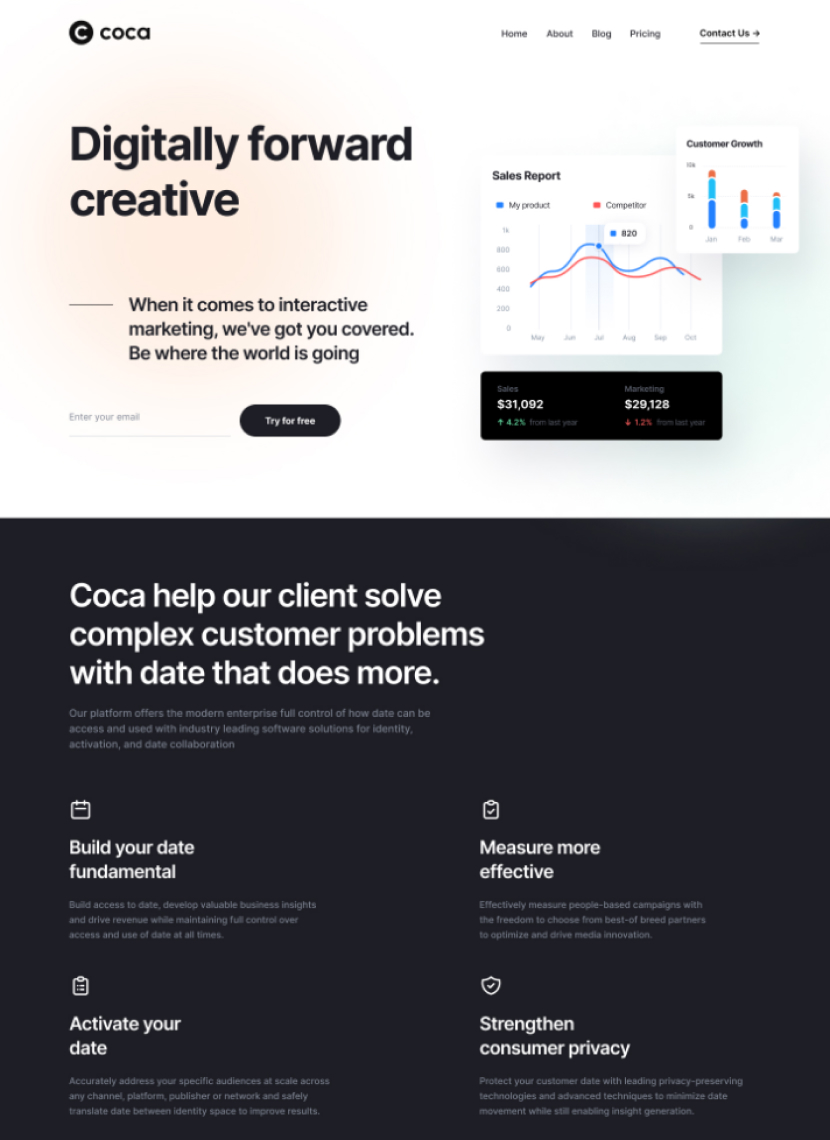 coca
Home About Blog Pricing Contact Us →
Digitally forward
creative
When it comes to interactive
marketing, we've got you covered.
Be where the world is going
Enter your email
Try for free
Sales Report
My product Competitor
820
1k
800
600
400
200
0
May Jun Jul Aug Sep Oct
Customer Growth
10k
5k
0
Jan Feb Mar
Sales
$31,092
↑ 4.2% from last year
Marketing
$29,128
↓ 1.2% from last year
Coca help our client solve
complex customer problems
with date that does more.
Our platform offers the modern enterprise full control of how date can be
access and used with industry leading software solutions for identity,
activation, and date collaboration
Build your date
fundamental
Build access to date, develop valuable business insights
and drive revenue while maintaining full control over
access and use of date at all times.
Measure more
effective
Effectively measure people-based campaigns with
the freedom to choose from best-of breed partners
to optimize and drive media innovation.
Activate your
date
Accurately address your specific audiences at scale across
any channel, platform, publisher or network and safely
translate date between identity space to improve results.
Strengthen
consumer privacy
Protect your customer date with leading privacy-preserving
technologies and advanced techniques to minimize date
movement while still enabling insight generation.